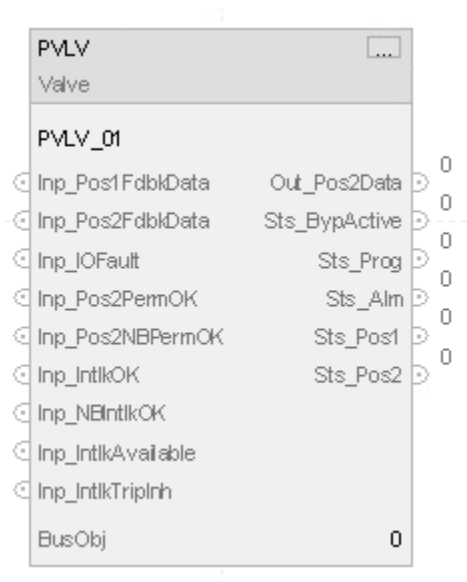 PVLV ...
Valve
PVLV_01
0
Inp_Pos1FdbkData Out_Pos2Data
0
Inp_Pos2FdbkData Sts_BypActive
0
Inp_IOFault Sts_Prog
0
Inp_Pos2PermOK Sts_Alm
0
Inp_Pos2NBPermOK Sts_Pos1
0
Inp_IntlkOK Sts_Pos2
Inp_NBIntlkOK
Inp_IntlkAvailable
Inp_IntlkTripInh
BusObj 0